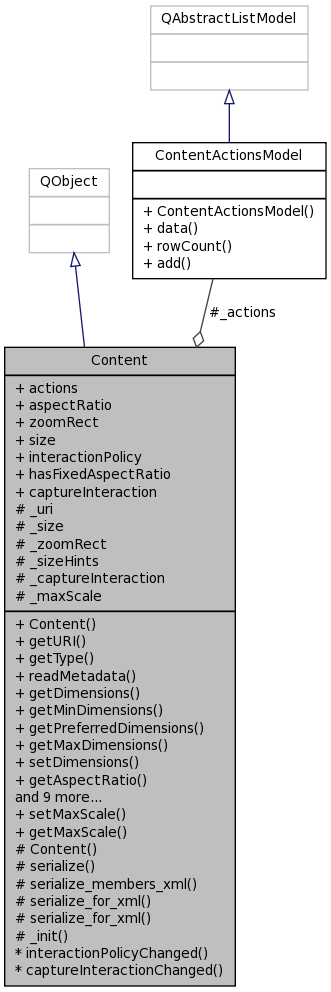 QAbstractListModel
ContentActionsModel
+ ContentActionsModel()
+ data()
+ rowCount()
+ add()
QObject
#_actions
Content
+ actions
+ aspectRatio
+ zoomRect
+ size
+ interactionPolicy
+ hasFixedAspectRatio
+ captureInteraction
# _uri
# _size
# _zoomRect
# _sizeHints
# _captureInteraction
# _maxScale
+ Content()
+ getURI()
+ getType()
+ readMetadata()
+ getDimensions()
+ getMinDimensions()
+ getPreferredDimensions()
+ getMaxDimensions()
+ setDimensions()
+ getAspectRatio()
and 9 more...
+ setMaxScale()
+ getMaxScale()
# Content()
# serialize()
# serialize_members_xml()
# serialize_for_xml()
# serialize_for_xml()
# _init()
* interactionPolicyChanged()
* captureInteractionChanged()